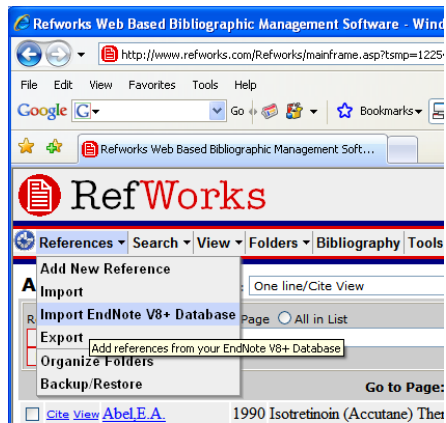 Refworks Web Based Bibliographic Management Software - Wind
http://www.refworks.com/Refworks/mainframe.asp?tsmp=1225
File Edit View Favorites Tools Help
Google G Go Bookmarks
Refworks Web Based Bibliographic Management Soft...
RefWorks
References Search View Folders Bibliography Tools
Add New Reference
A : One line/Cite View
Import
Import EndNote V8+ Database
R Page All in List
Export
Add references from your EndNote V8+ Database
Organize Folders
Backup/Restore
Go to Page:
Cite View Abel,E.A. 1990 Isotretinoin (Accutane) Ther